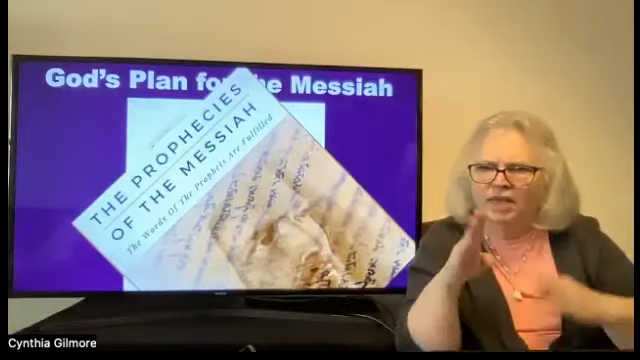 God's Plan for the Messiah
THE PROPHECIES
OF THE MESSIAH
The Words Of The Prophets Are Fulfilled
Cynthia Gilmore